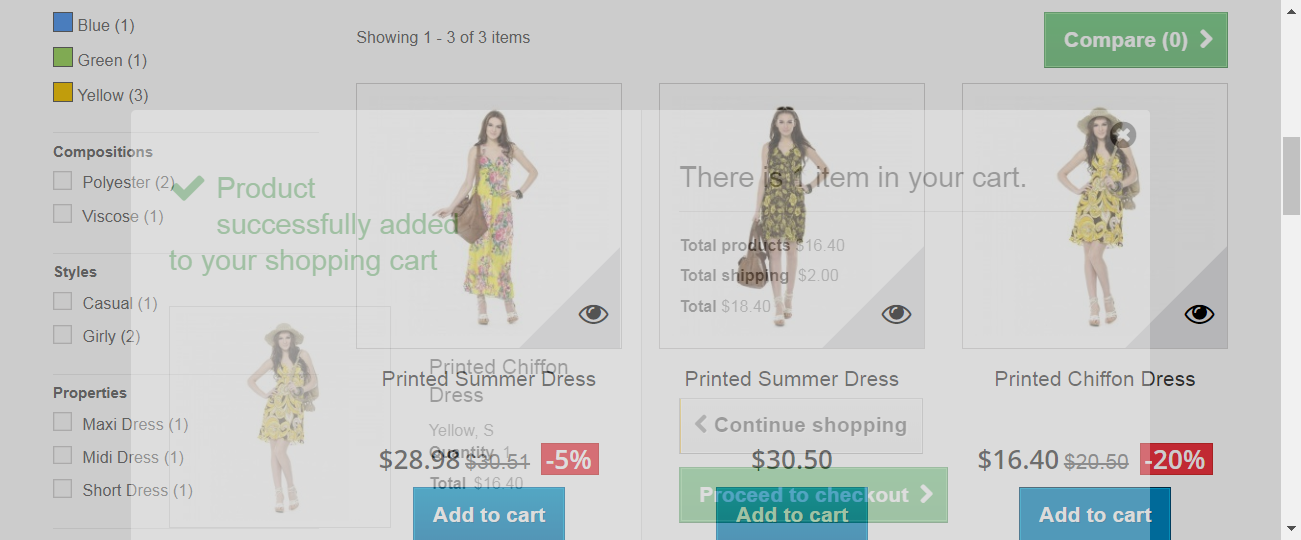 Blue (1)
Green (1)
Yellow (3)
Compositions
Polyester (2)
Viscose (1)
Styles
Casual (1)
Girly (2)
Properties
Maxi Dress (1)
Midi Dress (1)
Short Dress (1)
Showing 1 - 3 of 3 items
Compare (0)
Product
successfully added
to your shopping cart
Printed Chiffon
Dress
Yellow, S
Quantity 1
Total $16.40
There is 1 item in your cart.
Total products $16.40
Total shipping $2.00
Total $18.40
Continue shopping
Proceed to checkout
Printed Summer Dress
$28.98 $30.51 -5%
Add to cart
Printed Summer Dress
$30.50
Add to cart
Printed Chiffon Dress
$16.40 $20.50 -20%
Add to cart